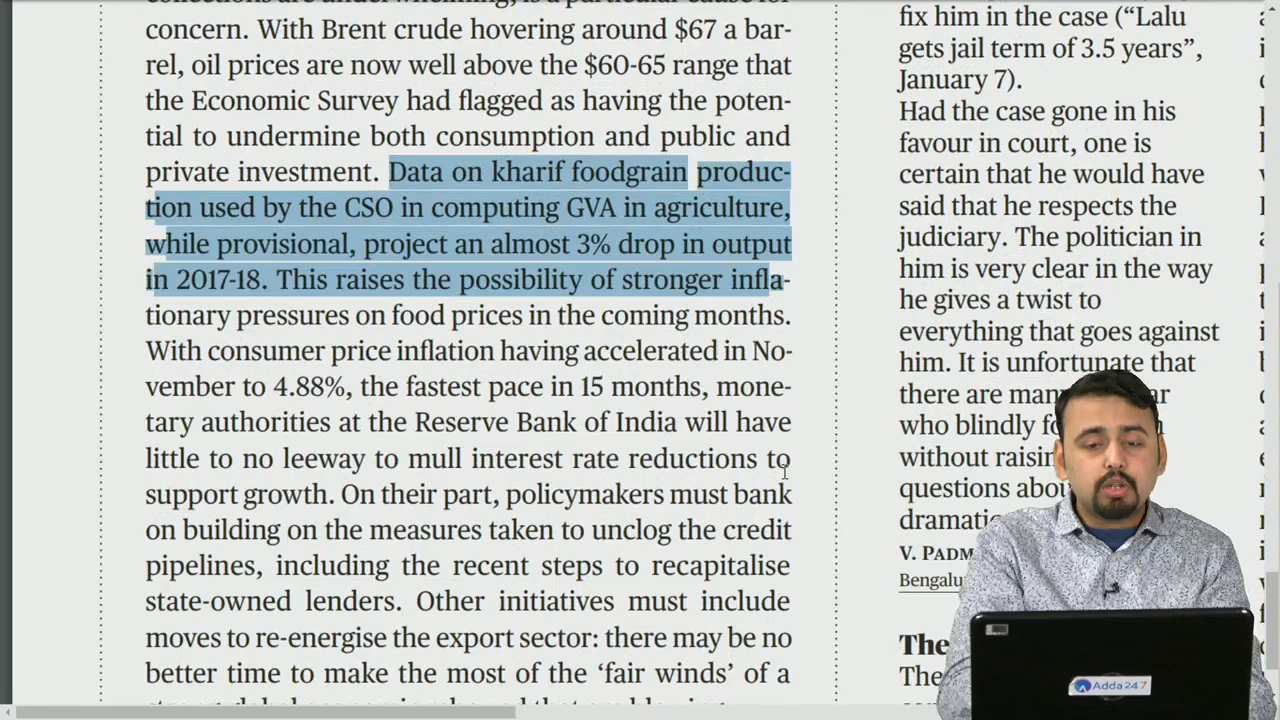 concern. With Brent crude hovering around $67 a bar-
rel, oil prices are now well above the $60-65 range that
the Economic Survey had flagged as having the poten-
tial to undermine both consumption and public and
private investment. Data on kharif foodgrain produc-
tion used by the CSO in computing GVA in agriculture,
while provisional, project an almost 3% drop in output
in 2017-18. This raises the possibility of stronger infla-
tionary pressures on food prices in the coming months.
With consumer price inflation having accelerated in No-
vember to 4.88%, the fastest pace in 15 months, mone-
tary authorities at the Reserve Bank of India will have
little to no leeway to mull interest rate reductions to
support growth. On their part, policymakers must bank
on building on the measures taken to unclog the credit
pipelines, including the recent steps to recapitalise
state-owned lenders. Other initiatives must include
moves to re-energise the export sector: there may be no
better time to make the most of the ‘fair winds’ of a
fix him in the case (“Lalu
gets jail term of 3.5 years”,
January 7).
Had the case gone in his
favour in court, one is
certain that he would have
said that he respects the
judiciary. The politician in
him is very clear in the way
he gives a twist to
everything that goes against
him. It is unfortunate that
there are
who blindly
without
questions
V.
The
The
Adda247